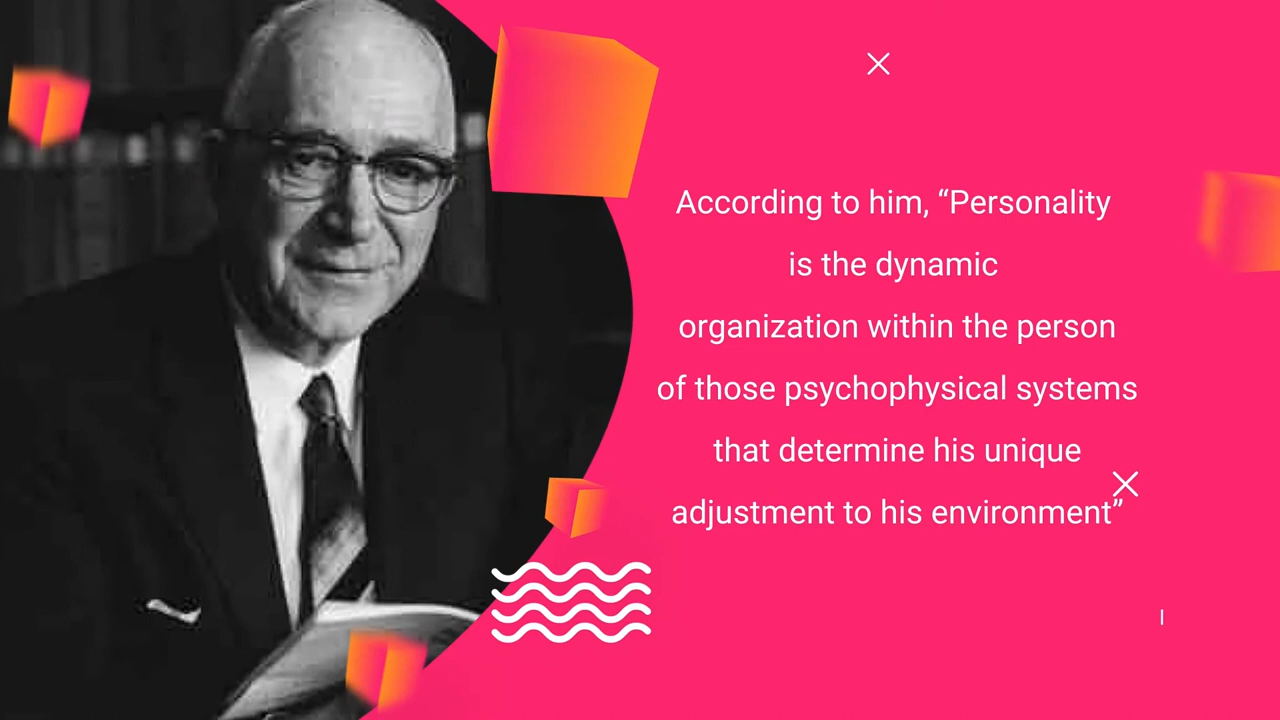 According to him, “Personality
is the dynamic
organization within the person
of those psychophysical systems
that determine his unique
adjustment to his environment”